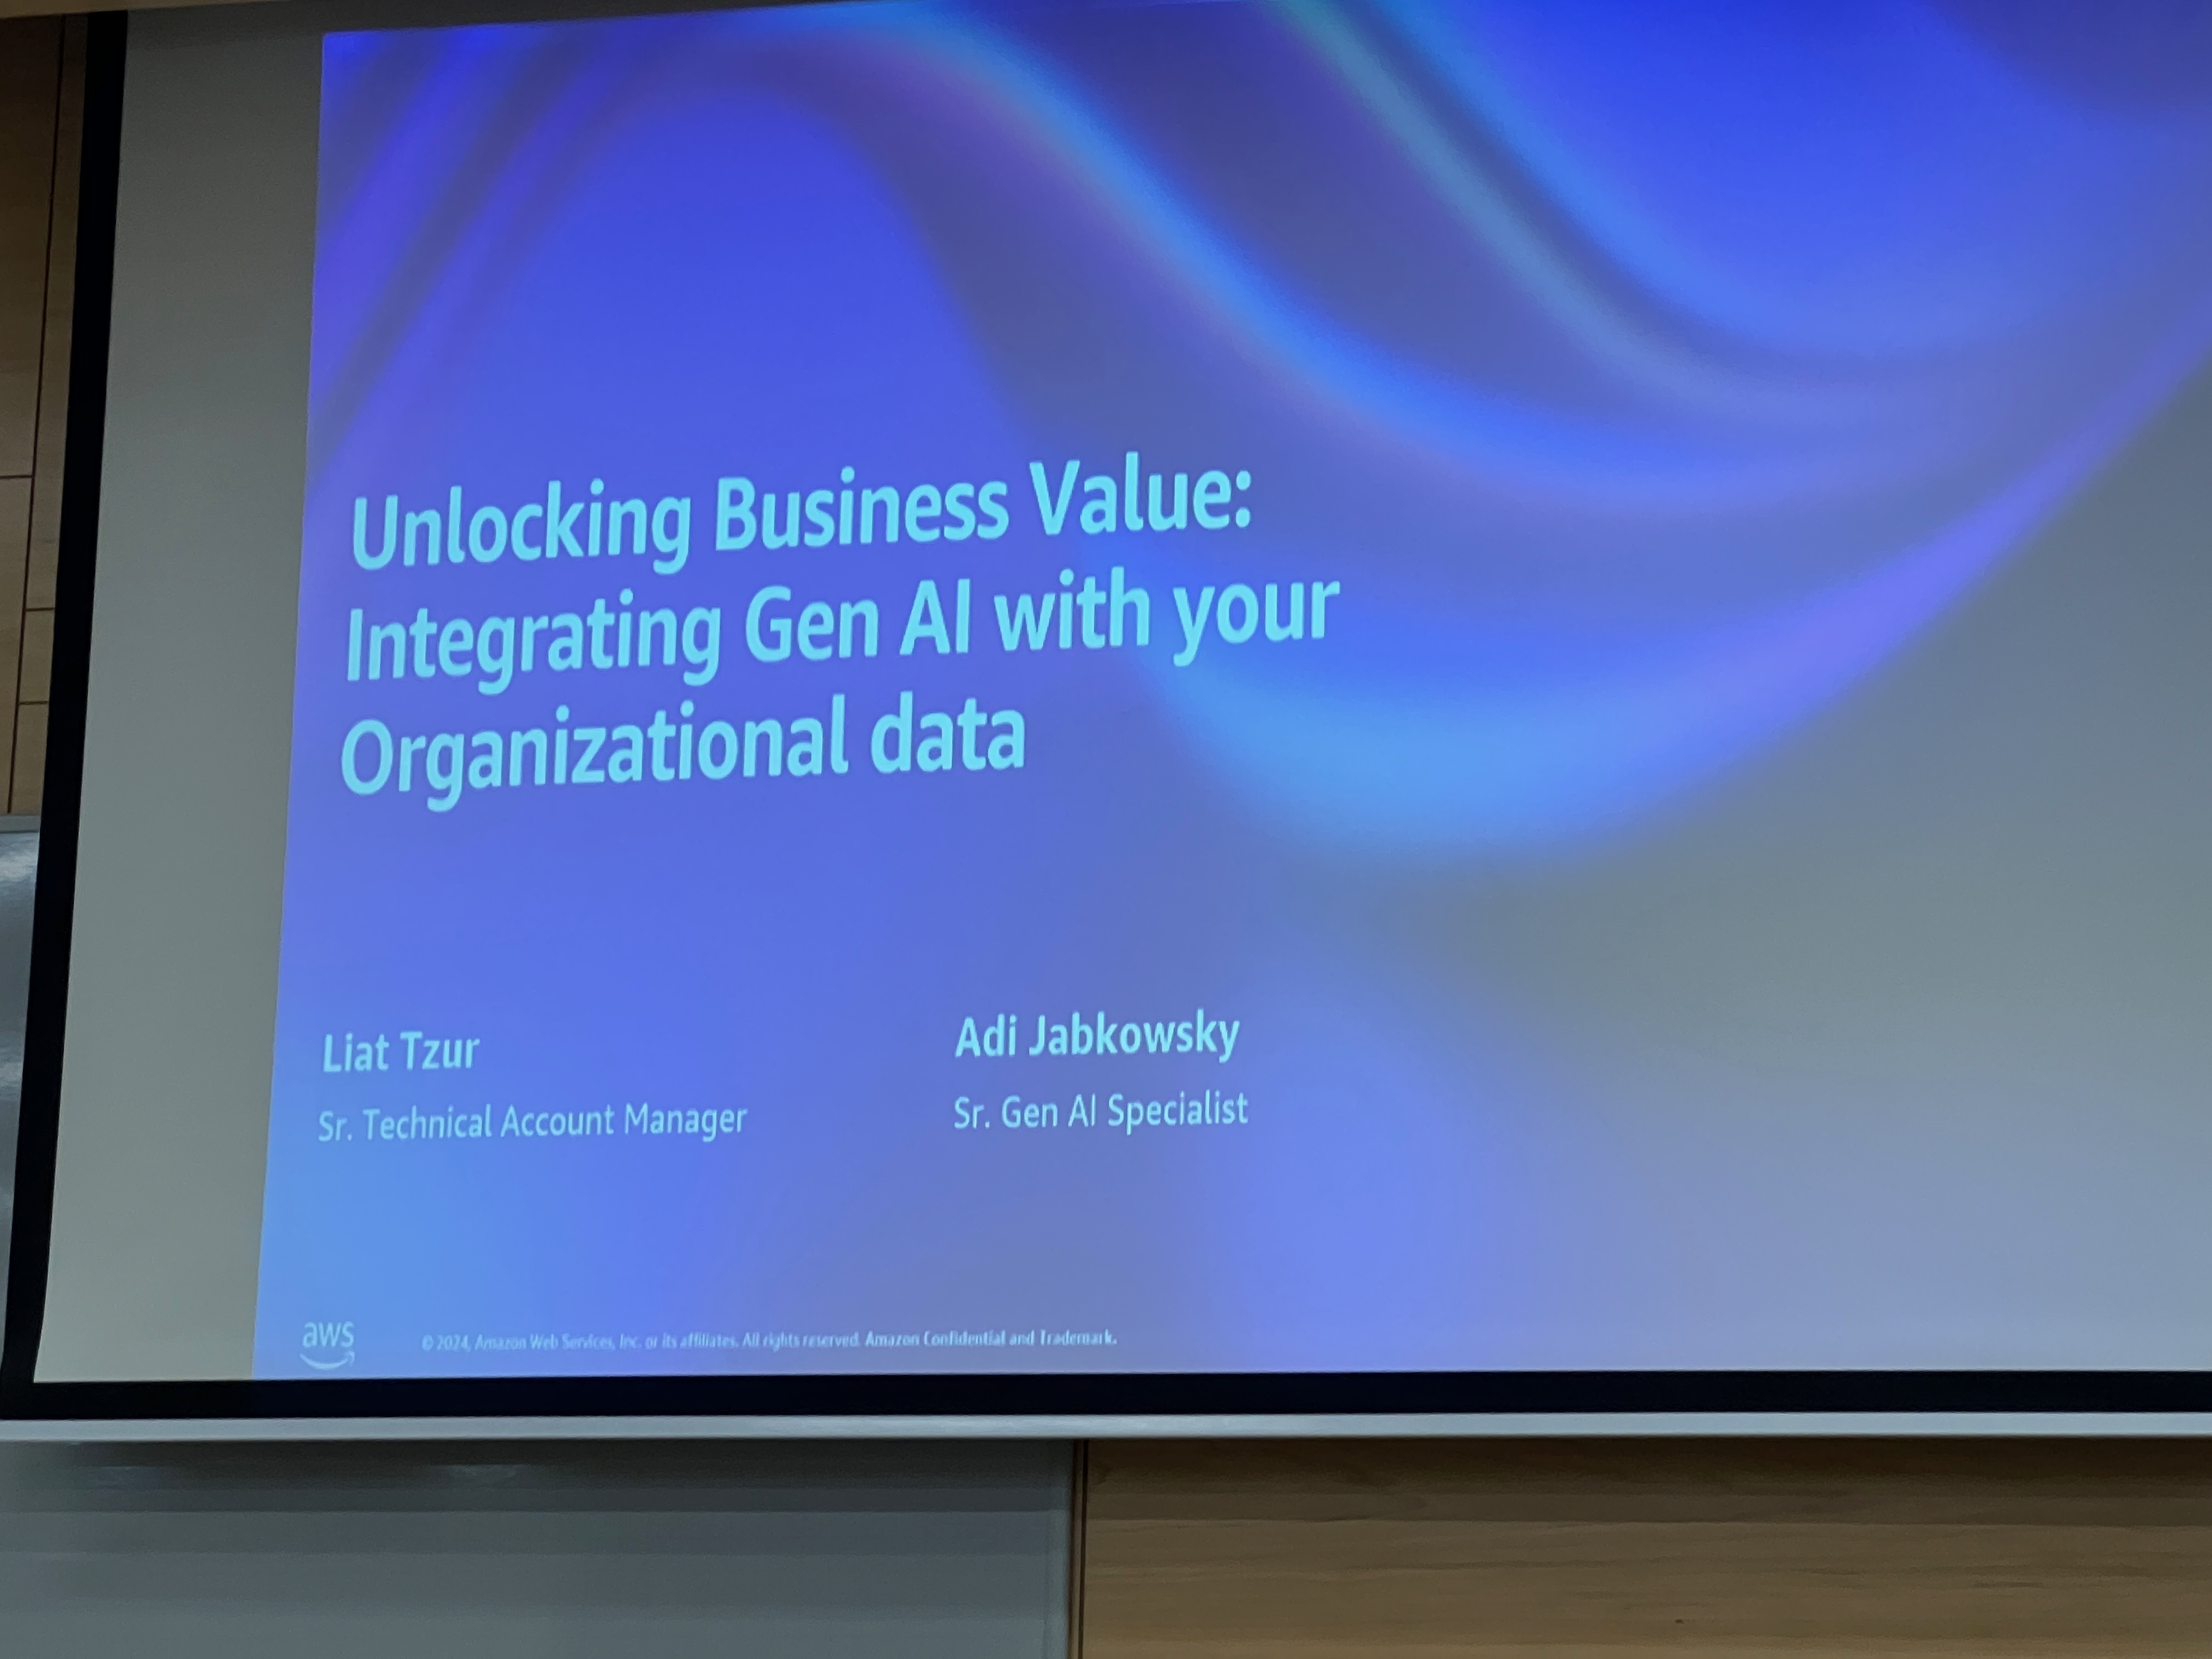 Unlocking Business Value:
Integrating Gen AI with your
Organizational data
Liat Tzur
Sr. Technical Account Manager
Adi Jabkowsky
Sr. Gen AI Specialist
aws
© 2024, Amazon Web Services, Inc. or its affiliates. All rights reserved. Amazon Confidential and Trademark.